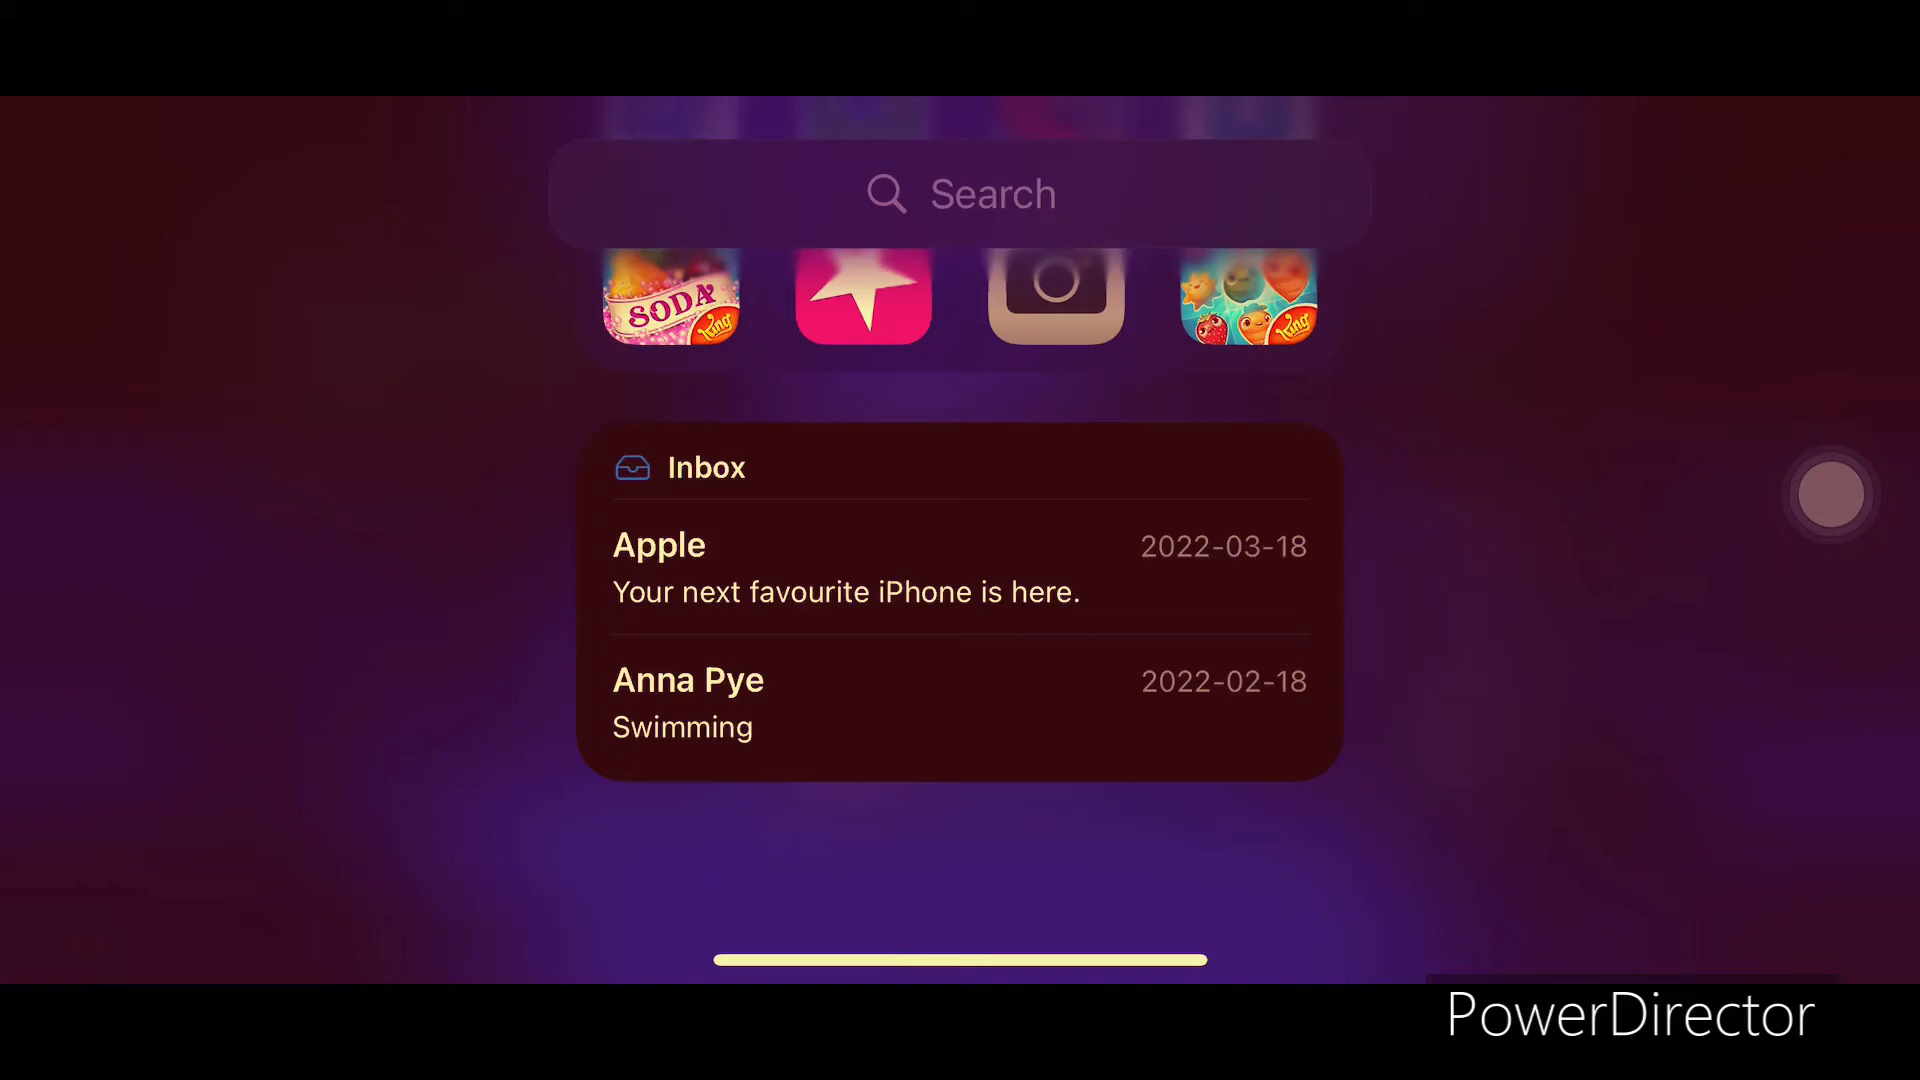 Search
SODA
King
King
Inbox
Apple
2022-03-18
Your next favourite iPhone is here.
Anna Pye
2022-02-18
Swimming
PowerDirector